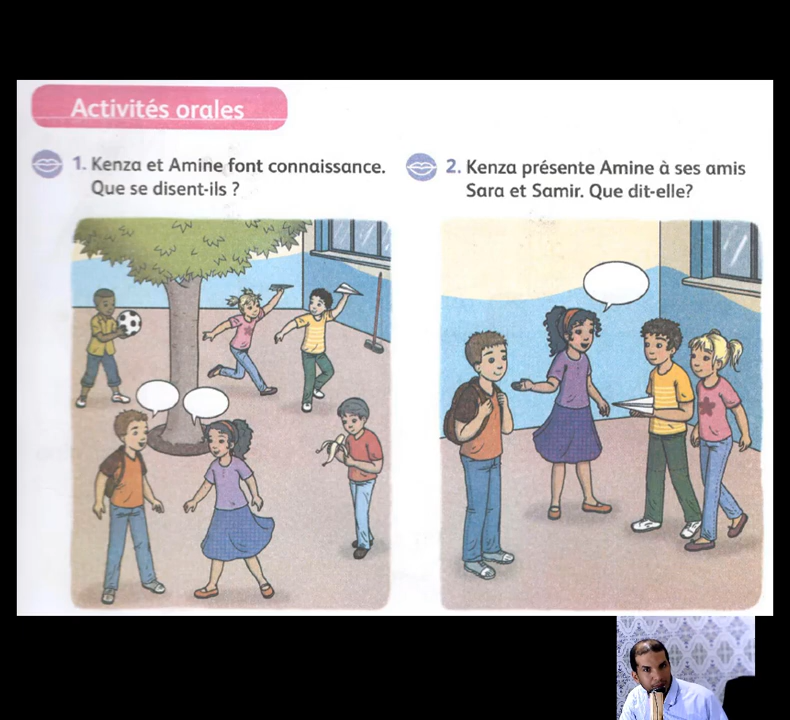 Activités orales
1. Kenza et Amine font connaissance.
Que se disent-ils ?
2. Kenza présente Amine à ses amis
Sara et Samir. Que dit-elle?